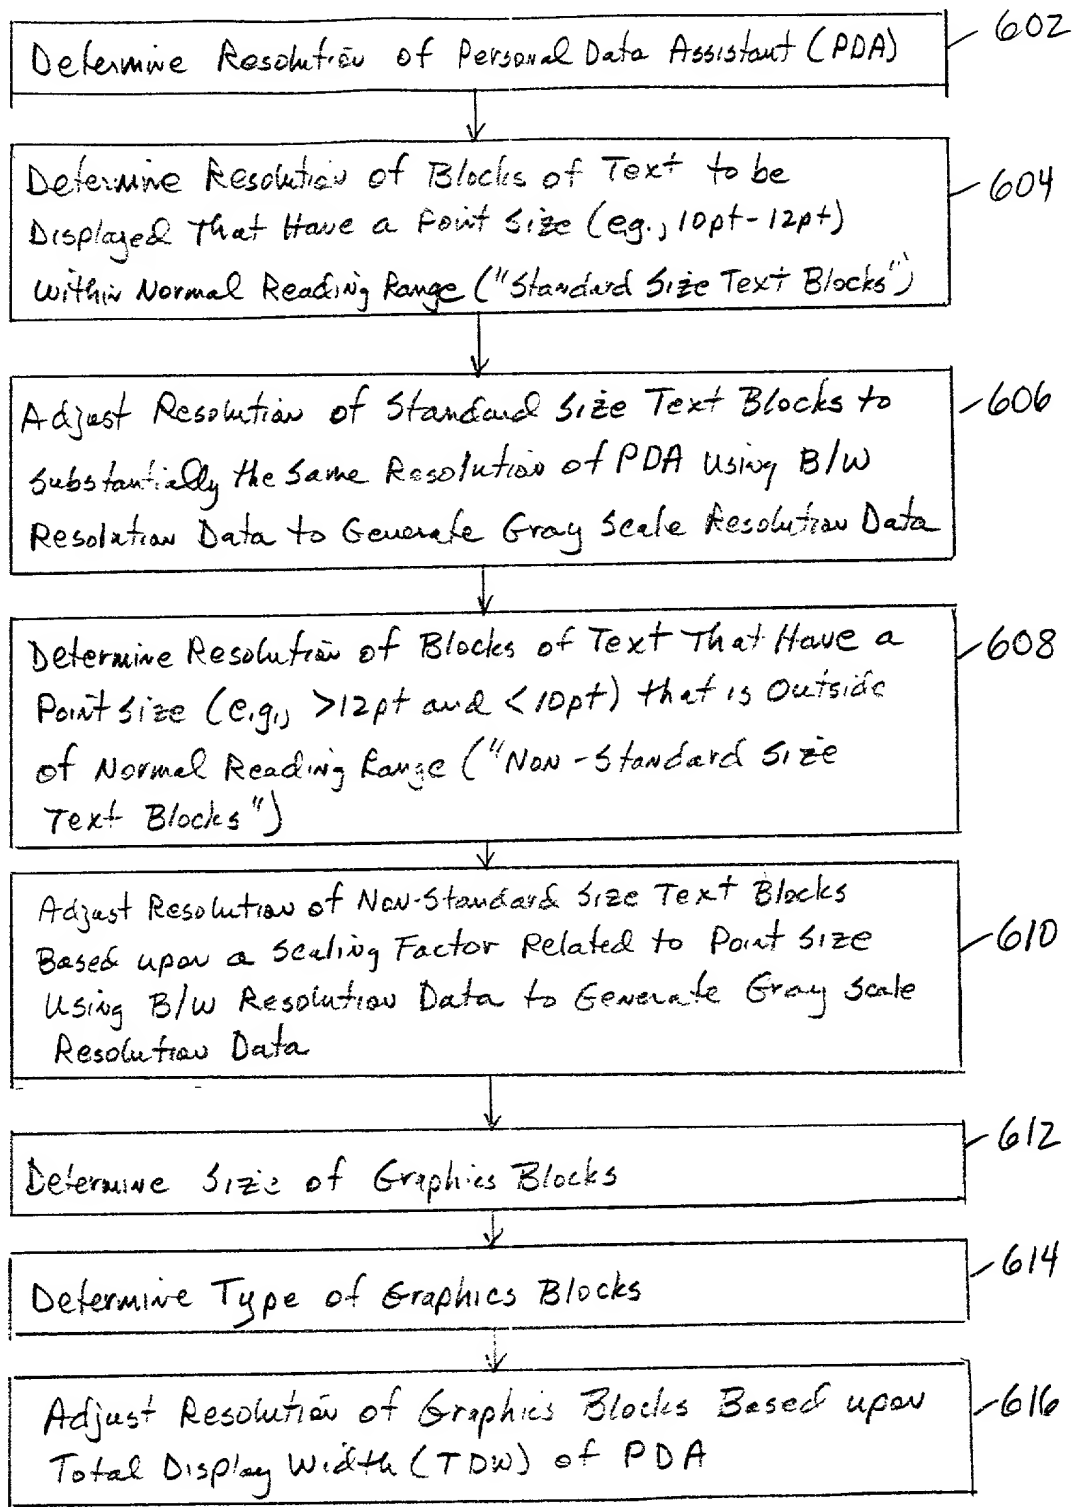 602
Determine Resolution of Personal Data Assistant (PDA)
604
Determine Resolution of Blocks of Text to be
Displayed That Have a Point Size (e.g., 10pt-12pt)
Within Normal Reading Range ("Standard Size Text Blocks")
606
Adjust Resolution of Standard Size Text Blocks to
Substantially the Same Resolution of PDA Using B/W
Resolution Data to Generate Gray Scale Resolution Data
608
Determine Resolution of Blocks of Text That Have a
Point Size (e.g., >12pt and <10pt) that is Outside
of Normal Reading Range ("Non-Standard Size
Text Blocks")
610
Adjust Resolution of Non-Standard Size Text Blocks
Based upon a Scaling Factor Related to Point Size
Using B/W Resolution Data to Generate Gray Scale
Resolution Data
612
Determine Size of Graphics Blocks
614
Determine Type of Graphics Blocks
616
Adjust Resolution of Graphics Blocks Based upon
Total Display Width (TDW) of PDA